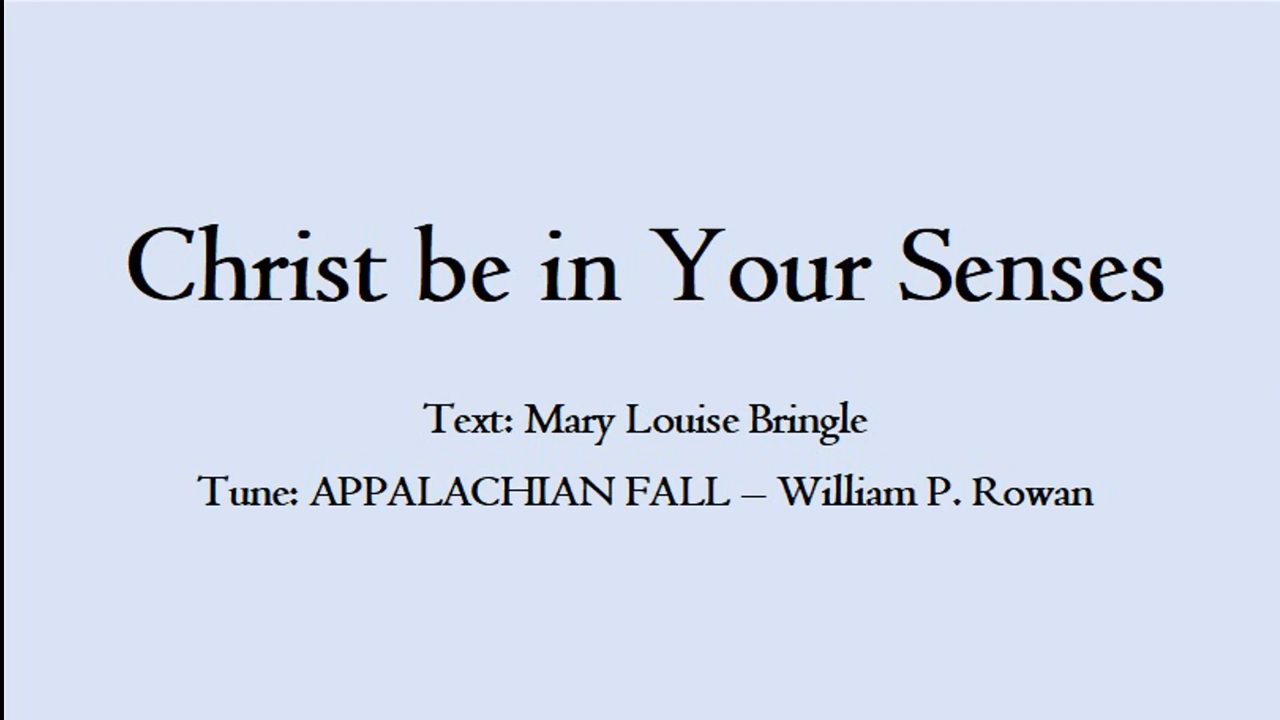 Christ be in Your Senses
Text: Mary Louise Bringle
Tune: APPALACHIAN FALL – William P. Rowan